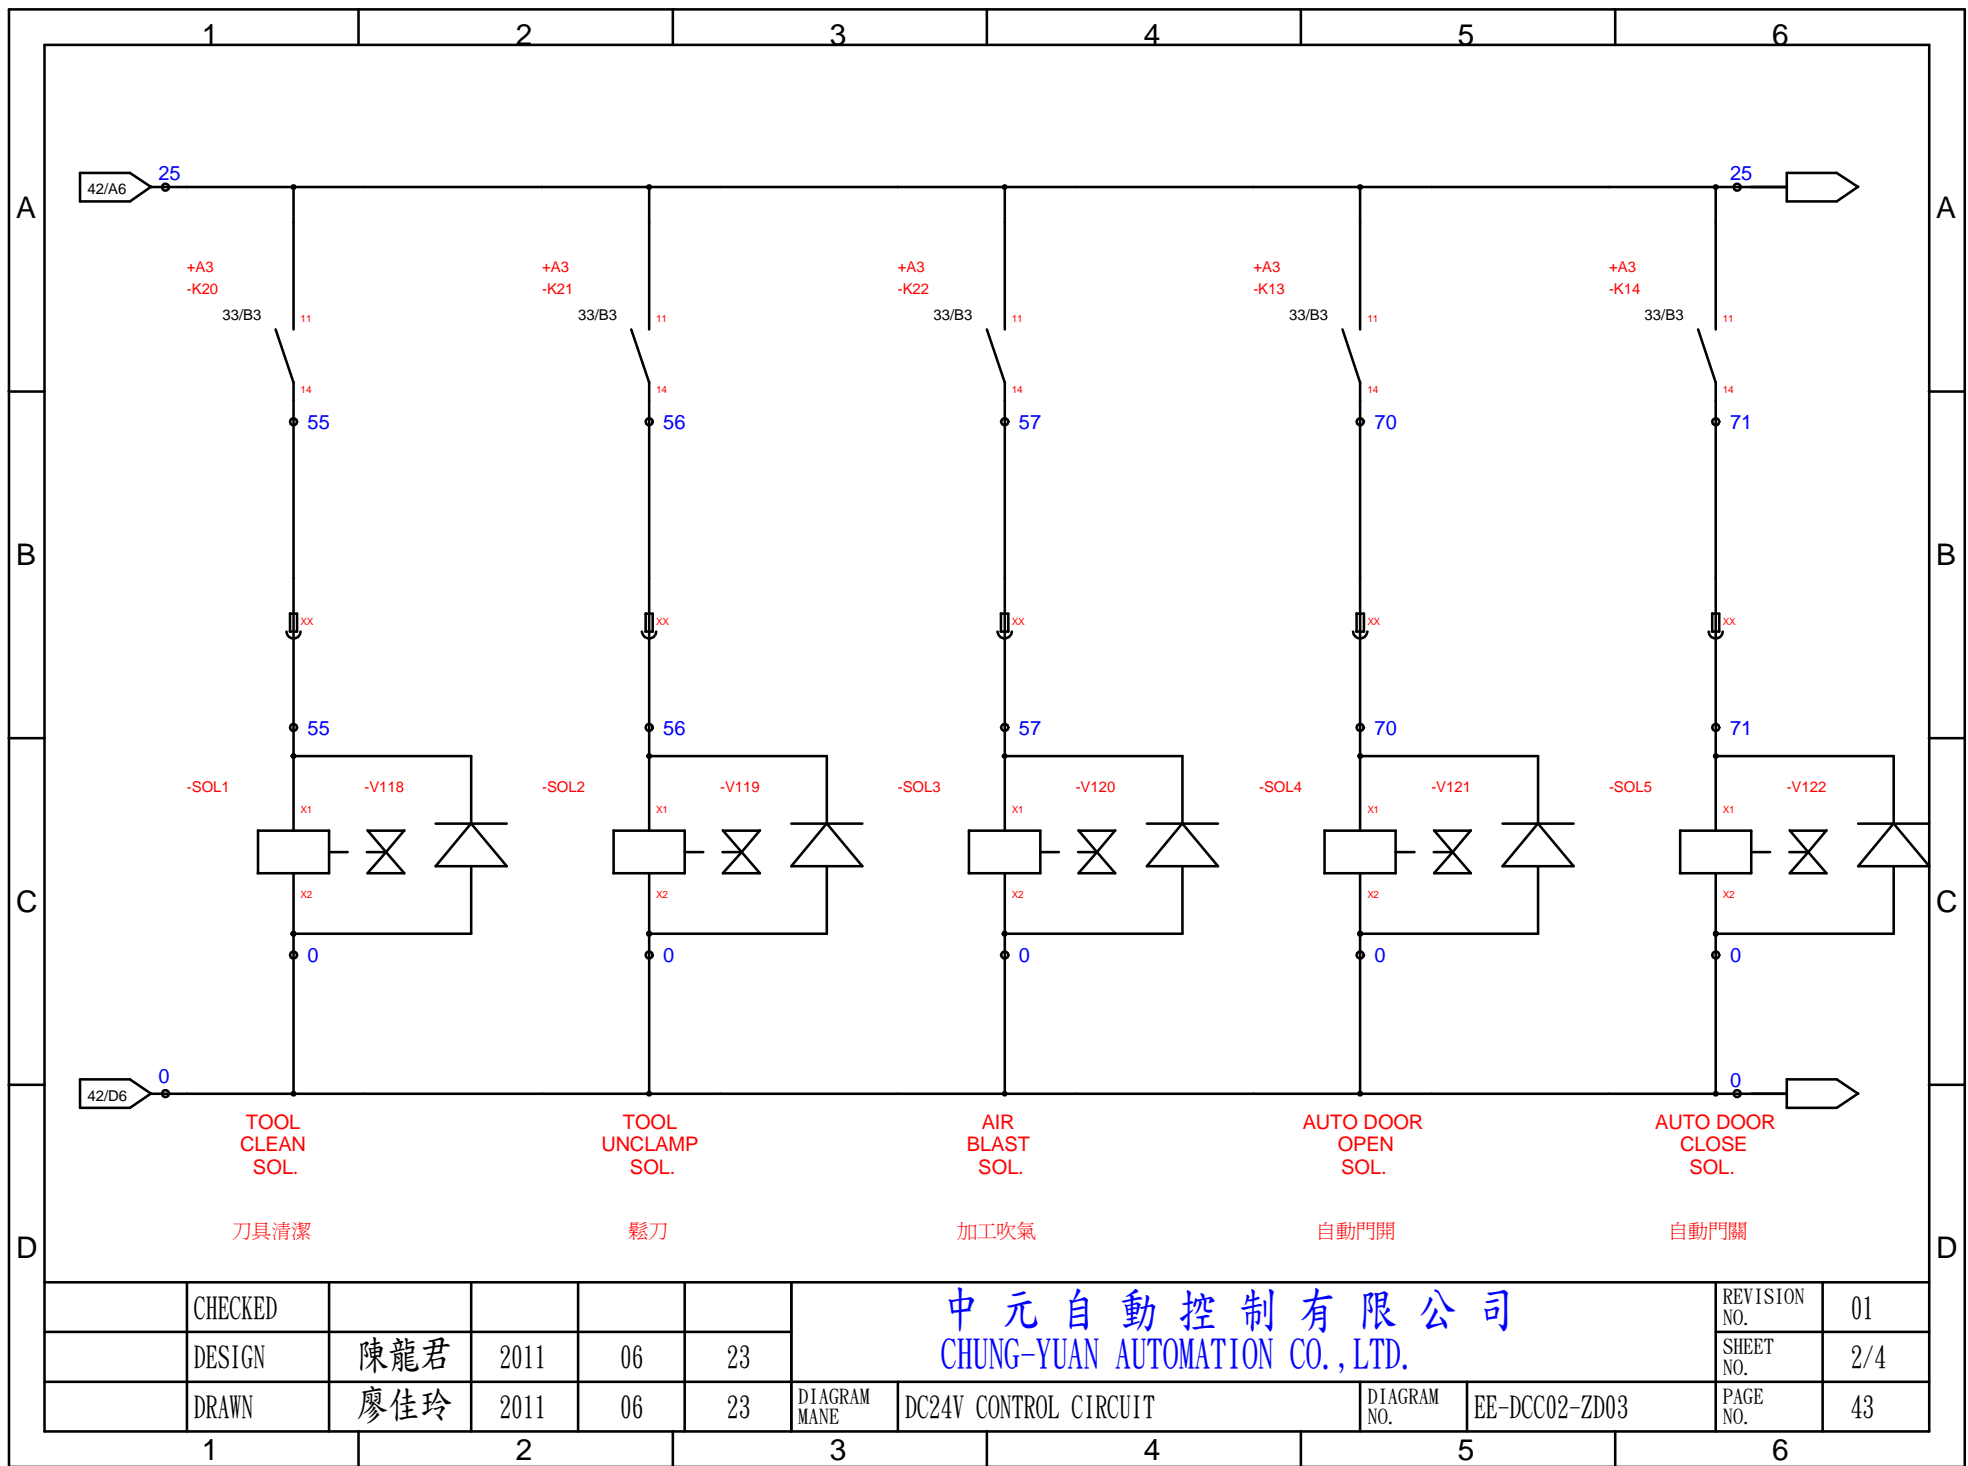 1 2 3 4 5 6
A A
42/A6 25 25
+A3 +A3 +A3 +A3 +A3
-K20 -K21 -K22 -K13 -K14
33/B3 11 33/B3 11 33/B3 11 33/B3 11 33/B3 11
14 14 14 14 14
55 56 57 70 71
B B
XX XX XX XX XX
55 56 57 70 71
-SOL1 -V118 -SOL2 -V119 -SOL3 -V120 -SOL4 -V121 -SOL5 -V122
X1 X1 X1 X1 X1
X2 X2 X2 X2 X2
C C
0 0 0 0 0
42/D6 0 0
TOOL
CLEAN
SOL.
TOOL
UNCLAMP
SOL.
AIR
BLAST
SOL.
AUTO DOOR
OPEN
SOL.
AUTO DOOR
CLOSE
SOL.
刀具清潔 鬆刀 加工吹氣 自動門開 自動門關
D D
CHECKED
DESIGN 陳龍君 2011 06 23
DRAWN 廖佳玲 2011 06 23
中元自動控制有限公司
CHUNG-YUAN AUTOMATION CO.,LTD.
DIAGRAM
MANE
DC24V CONTROL CIRCUIT
DIAGRAM
NO.
EE-DCC02-ZD03
REVISION
NO.
01
SHEET
NO.
2/4
PAGE
NO.
43
1 2 3 4 5 6